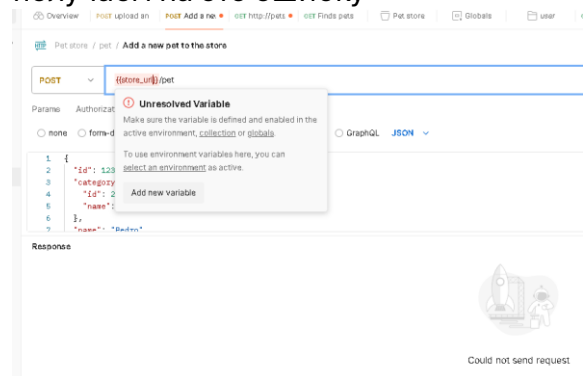 Overview POST upload an POST Add a new GET http://pets GET Finds pets Pet store Globals user
Pet store / pet / Add a new pet to the store
POST {{store_url}}/pet
Params Authorizat
none form-d GraphQL JSON
Unresolved Variable
Make sure the variable is defined and enabled in the
active environment, collection or globals.
To use environment variables here, you can
select an environment as active.
Add new variable
1 {
2 "id": 123
3 "category
4 "id": 2
5 "name":
6 },
7 "name": "Pedro"
Response
Could not send request